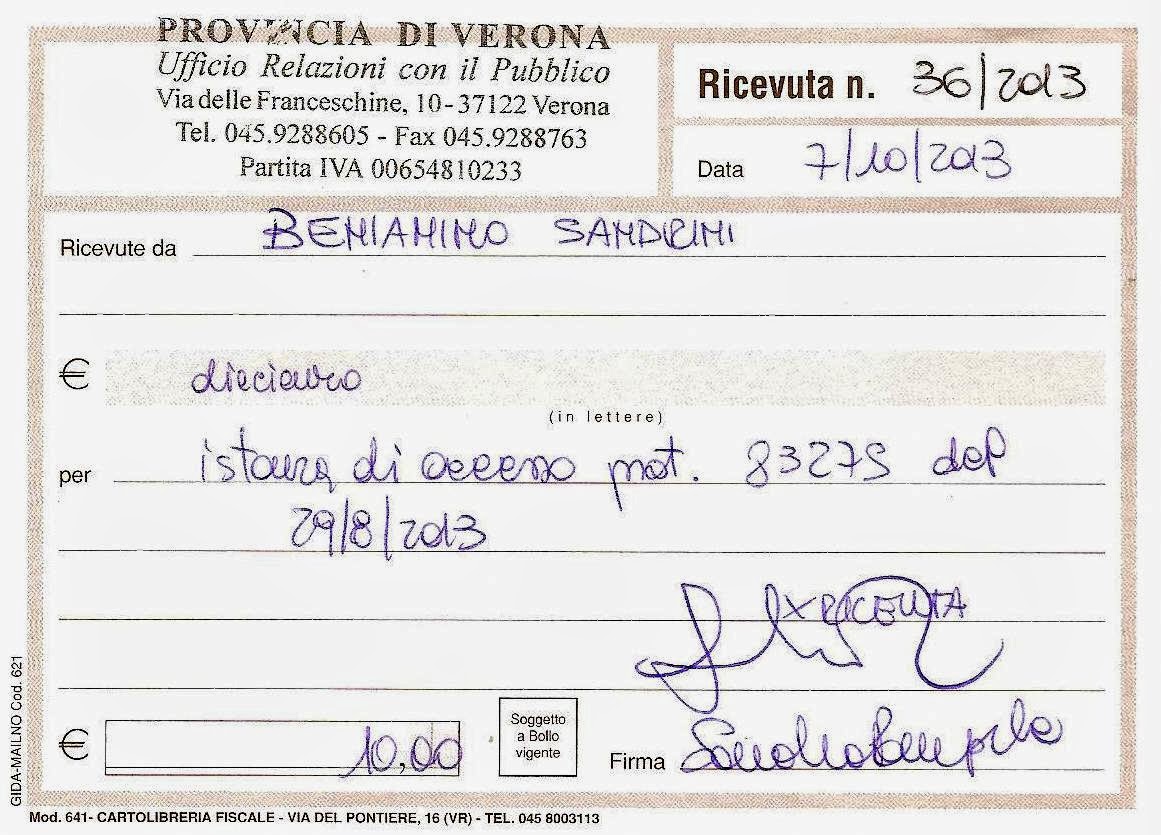 PROVINCIA DI VERONA
Ufficio Relazioni con il Pubblico
Via delle Franceschine, 10-37122 Verona
Tel. 045.9288605 - Fax 045.9288763
Partita IVA 00654810233
Ricevuta n. 36/2013
Data 7/10/2013
Ricevute da BENIAMINO SANDRINI
€ diecieuro
(in lettere)
per istanza di accesso prot. 83279 del
29/8/2013
X RICEVUTA
€ 10,00
Soggetto
a Bollo
vigente
Firma
GIDA-MAILNO Cod. 621
Mod. 641- CARTOLIBRERIA FISCALE - VIA DEL PONTIERE, 16 (VR) - TEL. 045 8003113